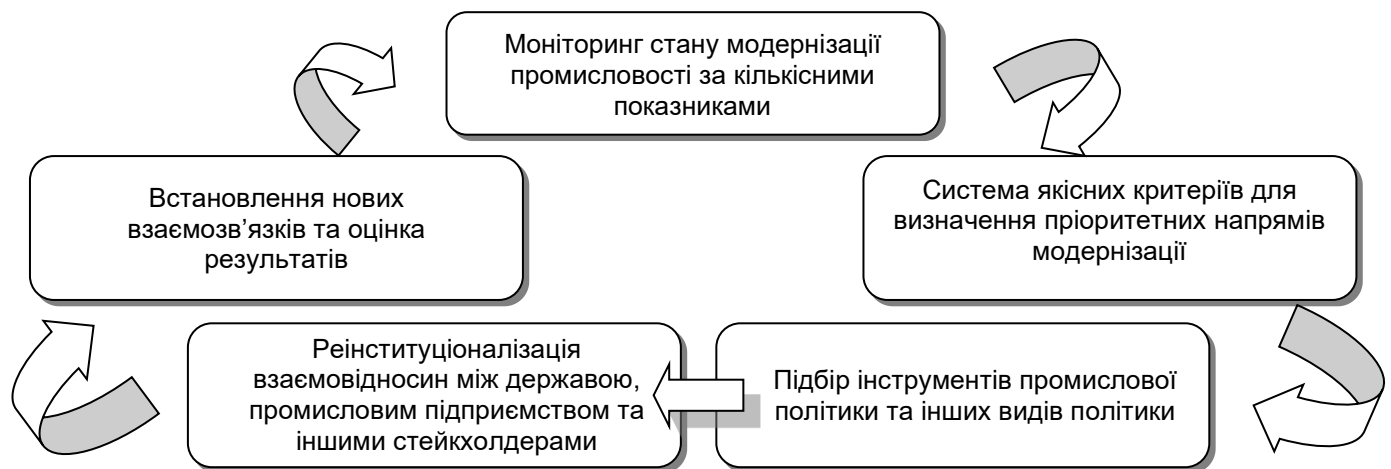 Моніторинг стану модернізації
промисловості за кількісними
показниками
Система якісних критеріїв для
визначення пріоритетних напрямів
модернізації
Підбір інструментів промислової
політики та інших видів політики
Реінституціоналізація
взаємовідносин між державою,
промисловим підприємством та
іншими стейкхолдерами
Встановлення нових
взаємозв’язків та оцінка
результатів